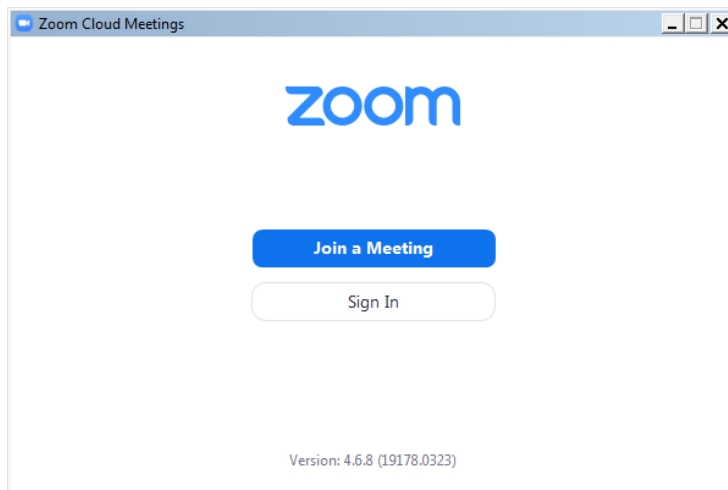 Zoom Cloud Meetings
zoom
Join a Meeting
Sign In
Version: 4.6.8 (19178.0323)